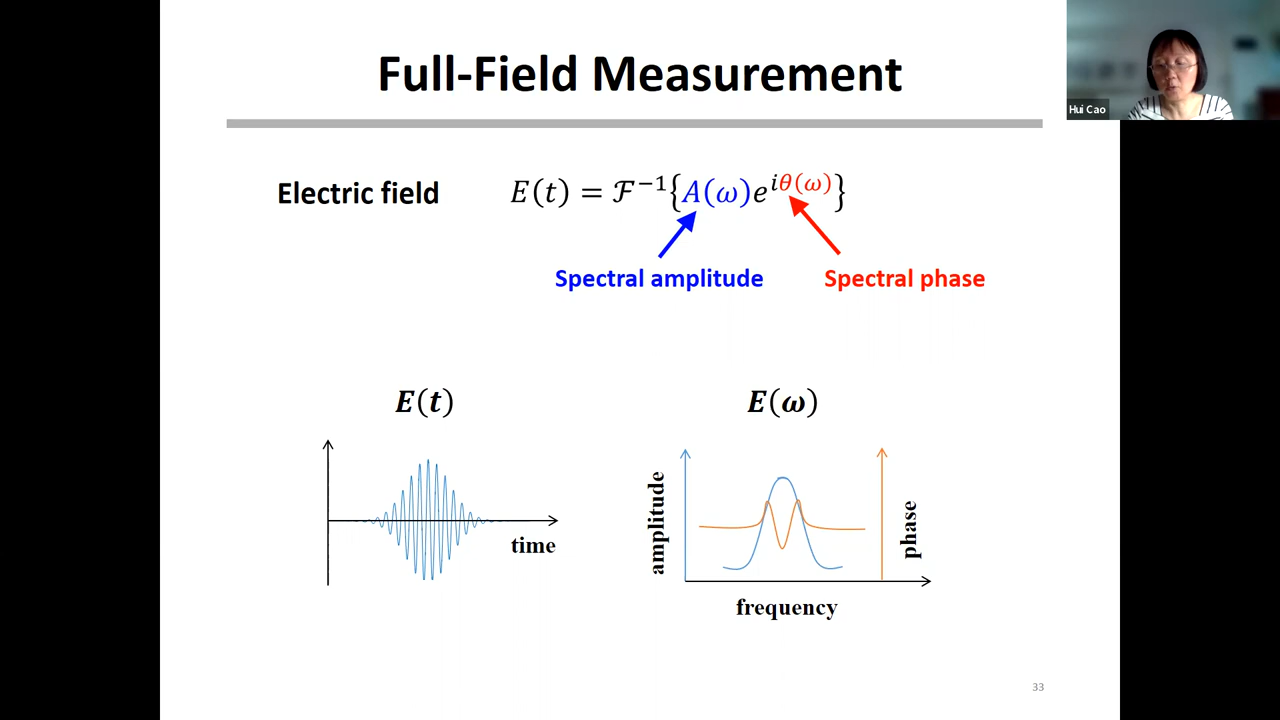 Full-Field Measurement
Hui Cao
Electric field
E(t) = ℱ⁻¹{A(ω)e^{iθ(ω)}}
Spectral amplitude
Spectral phase
E(t)
E(ω)
time
amplitude
phase
frequency
33